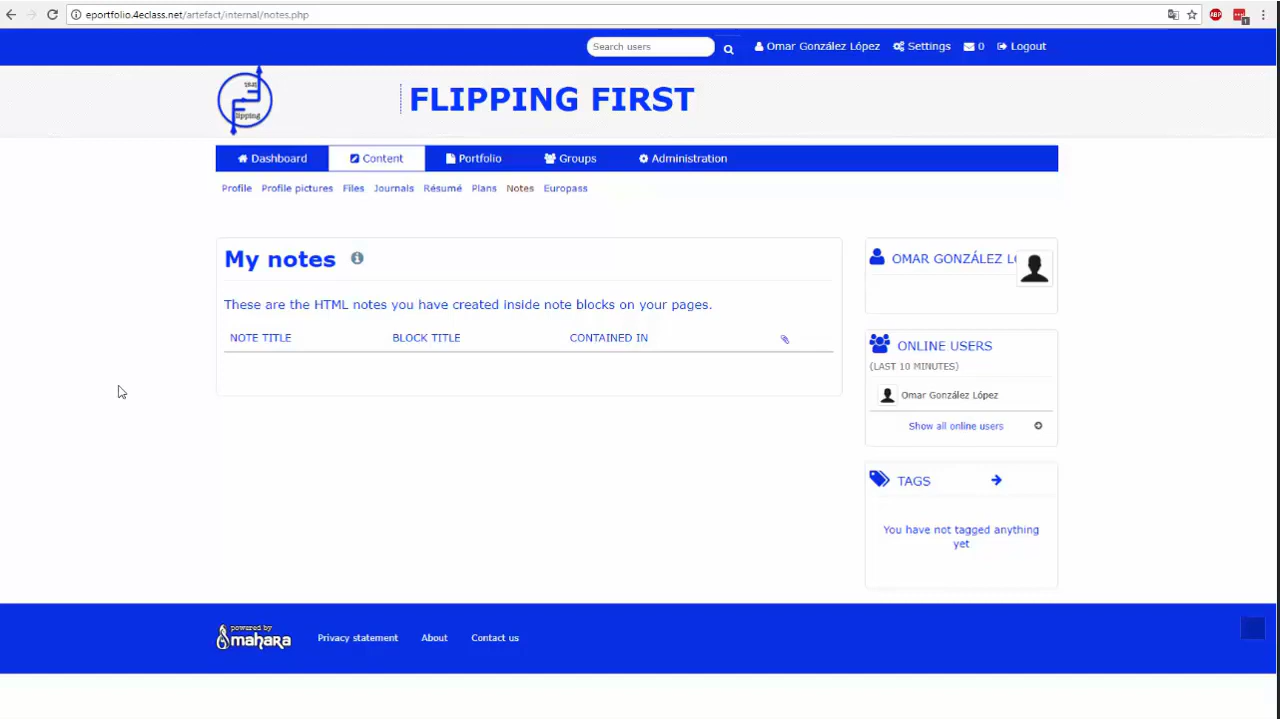 eportfolio.4eclass.net/artefact/internal/notes.php
ABP
Search users
Omar González López
Settings
0
Logout
flipping
FLIPPING FIRST
Dashboard
Content
Portfolio
Groups
Administration
Profile
Profile pictures
Files
Journals
Résumé
Plans
Notes
Europass
My notes
These are the HTML notes you have created inside note blocks on your pages.
NOTE TITLE
BLOCK TITLE
CONTAINED IN
OMAR GONZÁLEZ
ONLINE USERS
(LAST 10 MINUTES)
Omar González López
Show all online users
TAGS
You have not tagged anything
yet
powered by
mahara
Privacy statement
About
Contact us